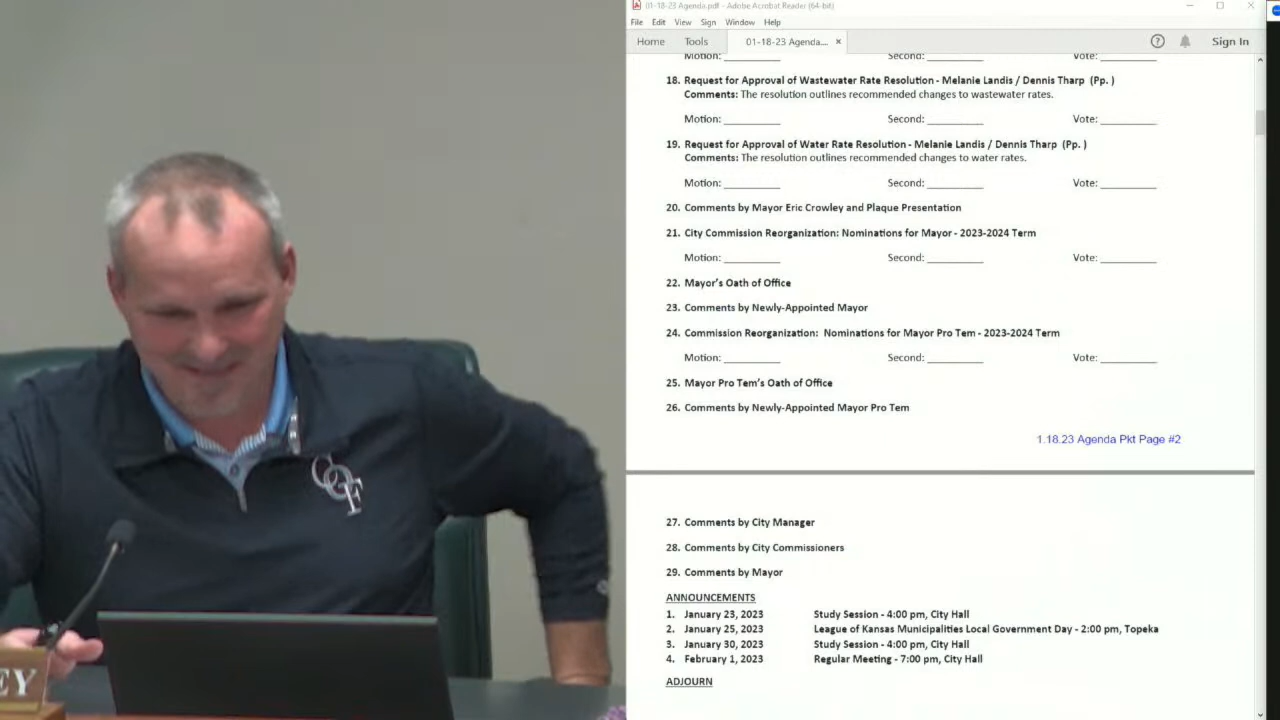 01-18-23 Agenda.pdf - Adobe Acrobat Reader (64-bit)
File Edit View Sign Window Help
Home Tools 01-18-23 Agenda.... × Sign In
Motion: __________ Second: __________ Vote: __________
18. Request for Approval of Wastewater Rate Resolution - Melanie Landis / Dennis Tharp (Pp. )
Comments: The resolution outlines recommended changes to wastewater rates.
Motion: __________ Second: __________ Vote: __________
19. Request for Approval of Water Rate Resolution - Melanie Landis / Dennis Tharp (Pp. )
Comments: The resolution outlines recommended changes to water rates.
Motion: __________ Second: __________ Vote: __________
20. Comments by Mayor Eric Crowley and Plaque Presentation
21. City Commission Reorganization: Nominations for Mayor - 2023-2024 Term
Motion: __________ Second: __________ Vote: __________
22. Mayor's Oath of Office
23. Comments by Newly-Appointed Mayor
24. Commission Reorganization: Nominations for Mayor Pro Tem - 2023-2024 Term
Motion: __________ Second: __________ Vote: __________
25. Mayor Pro Tem's Oath of Office
26. Comments by Newly-Appointed Mayor Pro Tem
1.18.23 Agenda Pkt Page #2
27. Comments by City Manager
28. Comments by City Commissioners
29. Comments by Mayor
ANNOUNCEMENTS
1. January 23, 2023 Study Session - 4:00 pm, City Hall
2. January 25, 2023 League of Kansas Municipalities Local Government Day - 2:00 pm, Topeka
3. January 30, 2023 Study Session - 4:00 pm, City Hall
4. February 1, 2023 Regular Meeting - 7:00 pm, City Hall
ADJOURN
EY